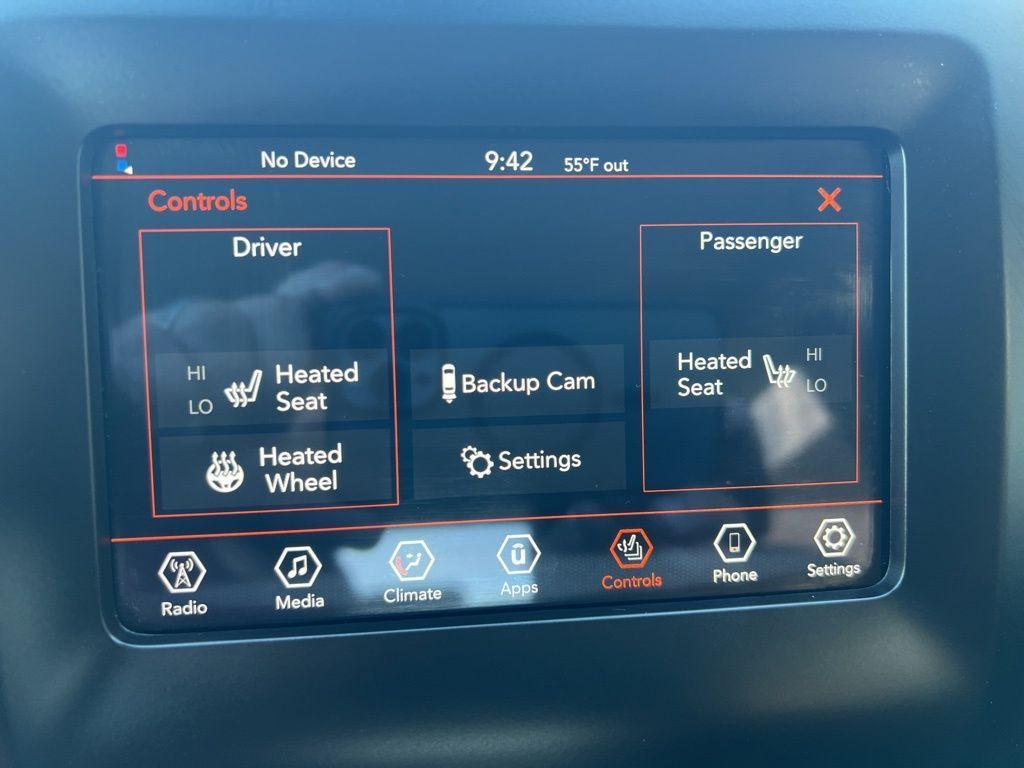 No Device
9:42
55°F out
Controls
X
Driver
HI
LO
Heated
Seat
Heated
Wheel
Backup Cam
Settings
Passenger
Heated
Seat
HI
LO
Radio
Media
Climate
u
Apps
Controls
Phone
Settings